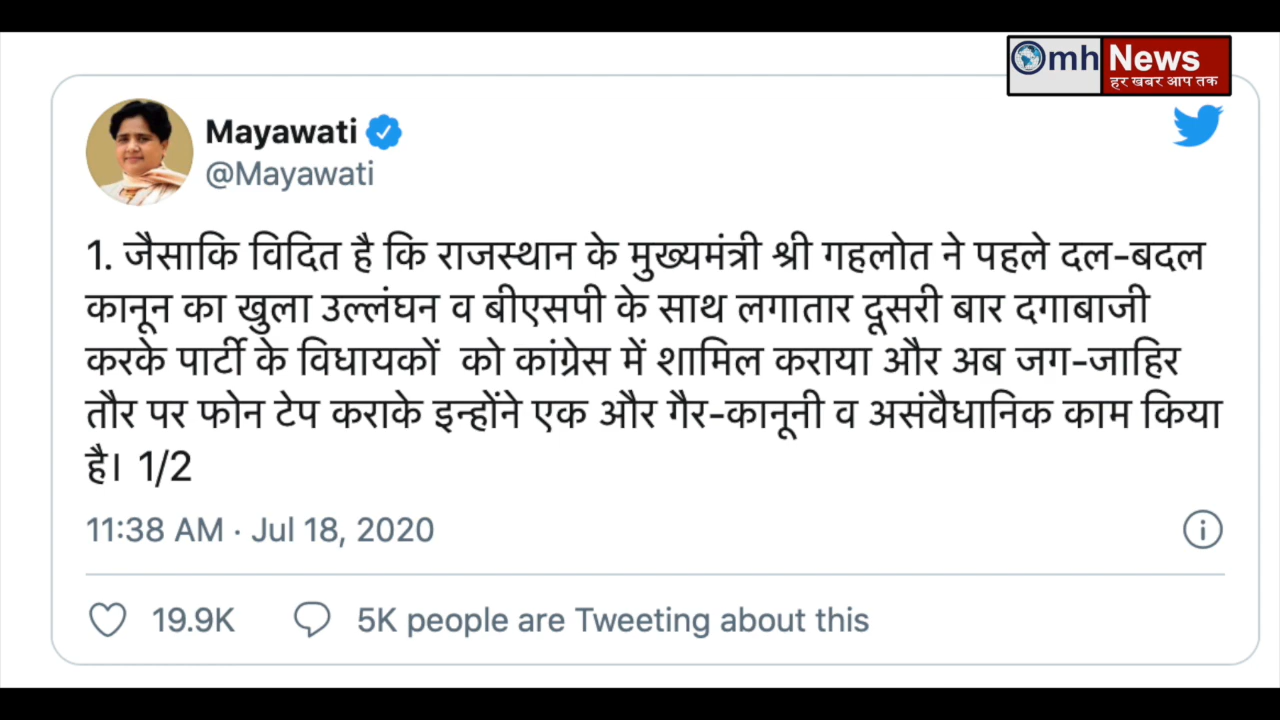 Omh News
हर खबर आप तक
Mayawati
@Mayawati
1. जैसाकि विदित है कि राजस्थान के मुख्यमंत्री श्री गहलोत ने पहले दल-बदल
कानून का खुला उल्लंघन व बीएसपी के साथ लगातार दूसरी बार दगाबाजी
करके पार्टी के विधायकों को कांग्रेस में शामिल कराया और अब जग-जाहिर
तौर पर फोन टेप कराके इन्होंने एक और गैर-कानूनी व असंवैधानिक काम किया
है। 1/2
11:38 AM · Jul 18, 2020
19.9K 5K people are Tweeting about this